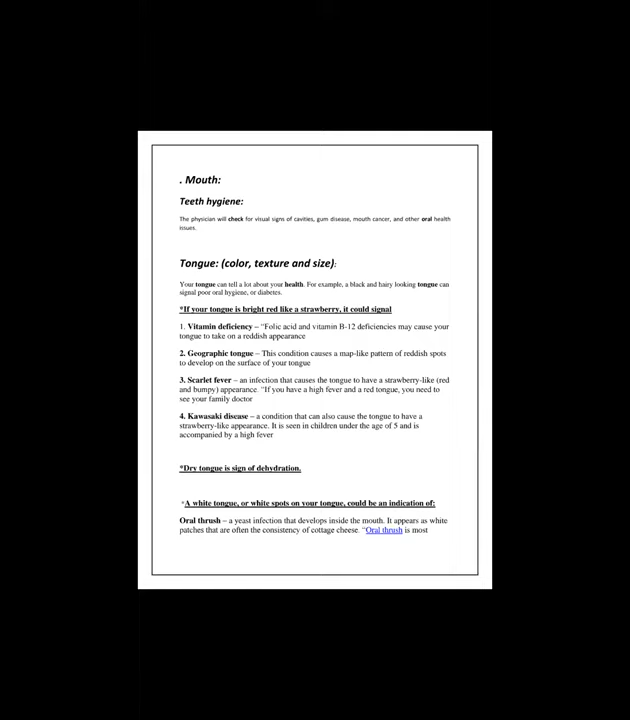 . Mouth:
Teeth hygiene:
The physician will check for visual signs of cavities, gum disease, mouth cancer, and other oral health
issues.
Tongue: (color, texture and size):
Your tongue can tell a lot about your health. For example, a black and hairy looking tongue can
signal poor oral hygiene, or diabetes.
*If your tongue is bright red like a strawberry, it could signal
1. Vitamin deficiency – “Folic acid and vitamin B-12 deficiencies may cause your
tongue to take on a reddish appearance
2. Geographic tongue – This condition causes a map-like pattern of reddish spots
to develop on the surface of your tongue
3. Scarlet fever – an infection that causes the tongue to have a strawberry-like (red
and bumpy) appearance. “If you have a high fever and a red tongue, you need to
see your family doctor
4. Kawasaki disease – a condition that can also cause the tongue to have a
strawberry-like appearance. It is seen in children under the age of 5 and is
accompanied by a high fever
*Dry tongue is sign of dehydration.
*A white tongue, or white spots on your tongue, could be an indication of:
Oral thrush – a yeast infection that develops inside the mouth. It appears as white
patches that are often the consistency of cottage cheese. “Oral thrush is most